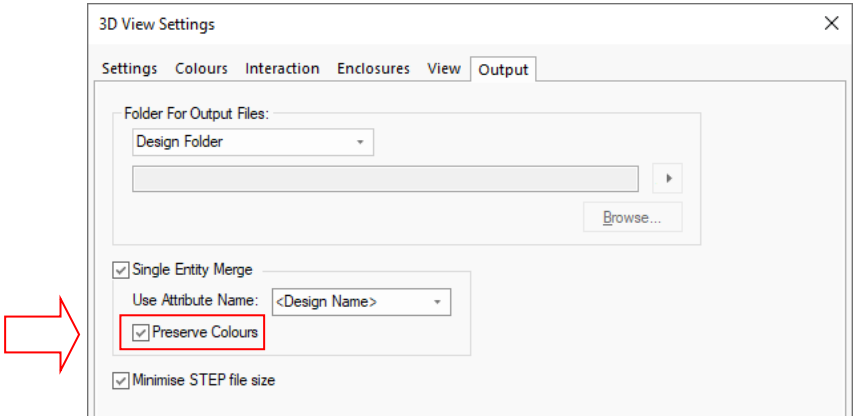 3D View Settings
Settings Colours Interaction Enclosures View Output
Folder For Output Files:
Design Folder
Browse...
Single Entity Merge
Use Attribute Name: <Design Name>
Preserve Colours
Minimise STEP file size